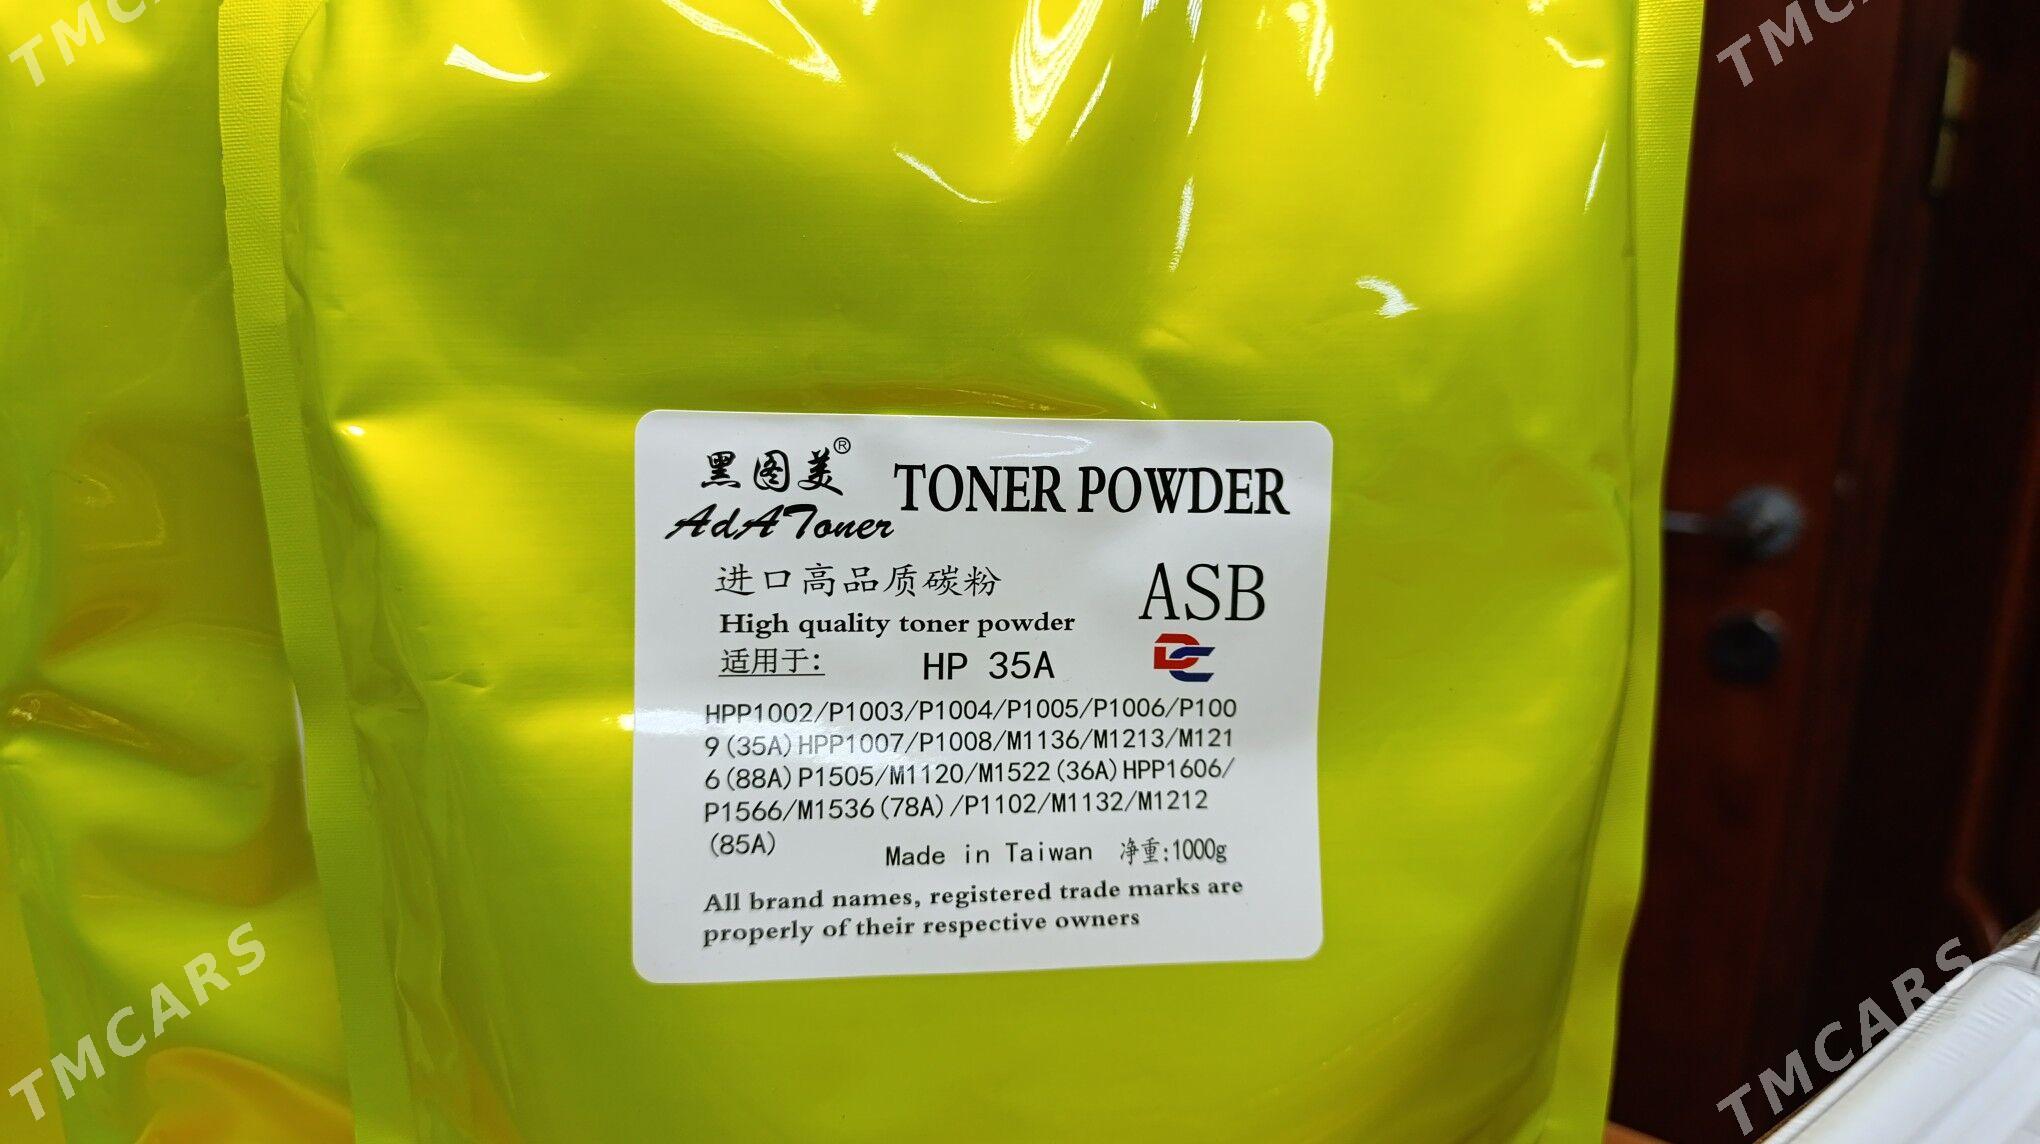 TMCARS
TMCARS
黑图美®
AdA Toner
TONER POWDER
进口高品质碳粉
ASB
High quality toner powder
DC
适用于:
HP 35A
HPP1002/P1003/P1004/P1005/P1006/P100
9(35A)HPP1007/P1008/M1136/M1213/M121
6(88A)P1505/M1120/M1522(36A)HPP1606/
P1566/M1536(78A)/P1102/M1132/M1212
(85A)
Made in Taiwan 净重:1000g
All brand names, registered trade marks are
properly of their respective owners
TMCARS
TMCARS